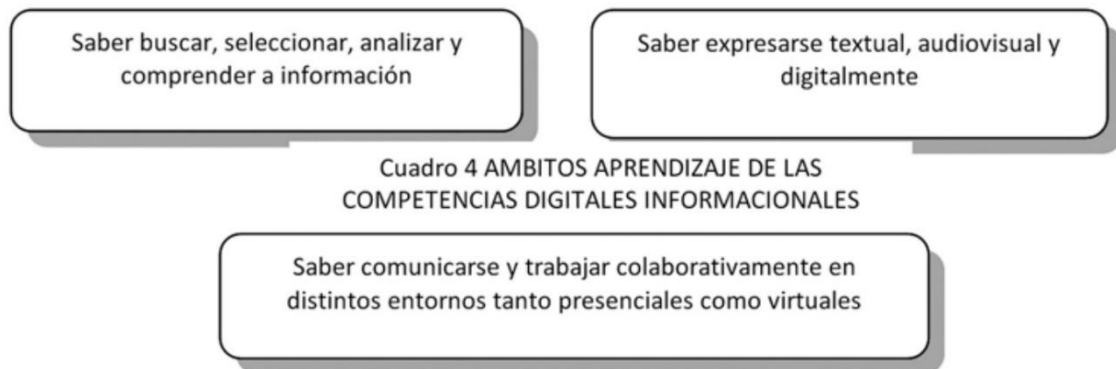 Saber buscar, seleccionar, analizar y
comprender a información
Saber expresarse textual, audiovisual y
digitalmente
Cuadro 4 AMBITOS APRENDIZAJE DE LAS
COMPETENCIAS DIGITALES INFORMACIONALES
Saber comunicarse y trabajar colaborativamente en
distintos entornos tanto presenciales como virtuales